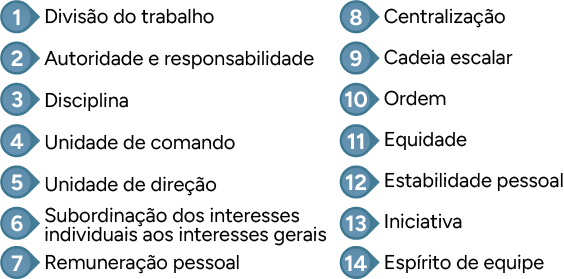 1 Divisão do trabalho
2 Autoridade e responsabilidade
3 Disciplina
4 Unidade de comando
5 Unidade de direção
6 Subordinação dos interesses
individuais aos interesses gerais
7 Remuneração pessoal
8 Centralização
9 Cadeia escalar
10 Ordem
11 Equidade
12 Estabilidade pessoal
13 Iniciativa
14 Espírito de equipe